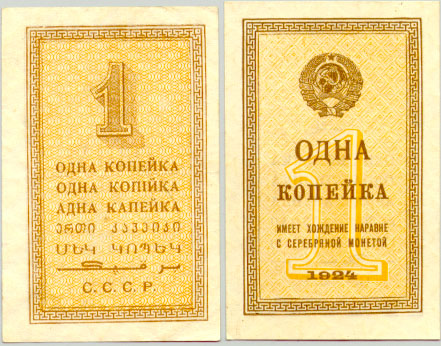 1
ОДНА КОПЕЙКА
ОДНА КОПІЙКА
АДНА КАПЕЙКА
ერთი კაპეიკი
ՄԵԿ ԿՈՊԵԿ
بر
С. С. С. Р.
ОДНА
1
КОПЕЙКА
ИМЕЕТ ХОЖДЕНИЕ НАРАВНЕ
С СЕРЕБРЯНОЙ МОНЕТОЙ
1924